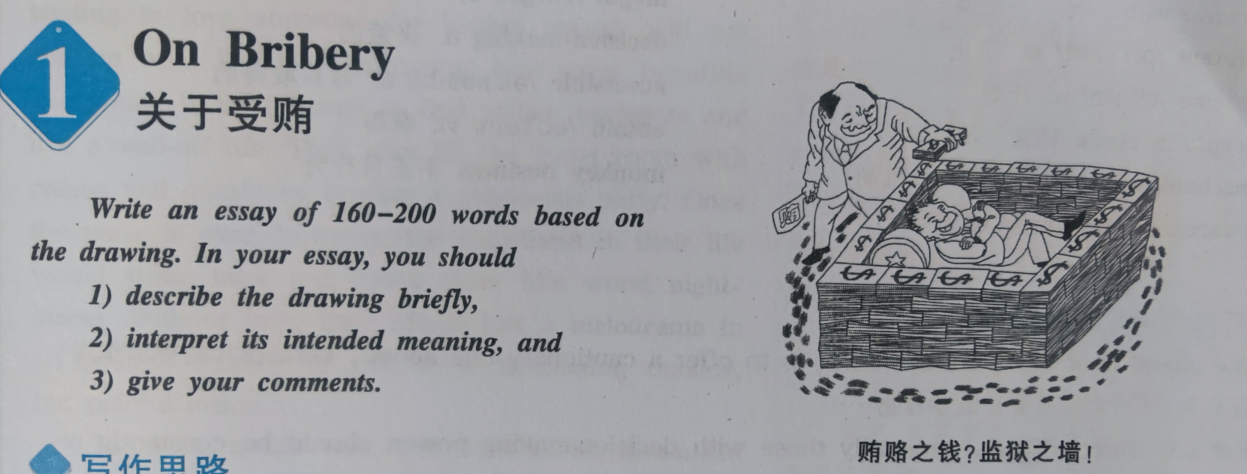 1
On Bribery
关于受贿
Write an essay of 160–200 words based on
the drawing. In your essay, you should
1) describe the drawing briefly,
2) interpret its intended meaning, and
3) give your comments.
贿赂之钱?监狱之墙!
写作思路